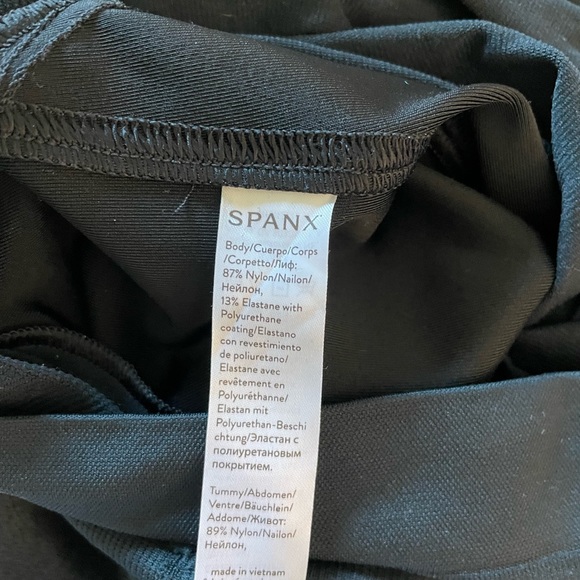 SPANX
Body/Cuerpo/Corps
/Corpetto/Лиф:
87% Nylon/Nailon/
Нейлон,
13% Elastane with
Polyurethane
coating/Elastano
con revestimiento
de poliuretano/
Elastane avec
revêtement en
Polyuréthanne/
Elastan mit
Polyurethan-Beschi
chtung/Эластан с
полиуретановым
покрытием.
Tummy/Abdomen/
Ventre/Bäuchlein/
Addome/Живот:
89% Nylon/Nailon/
Нейлон,
made in vietnam